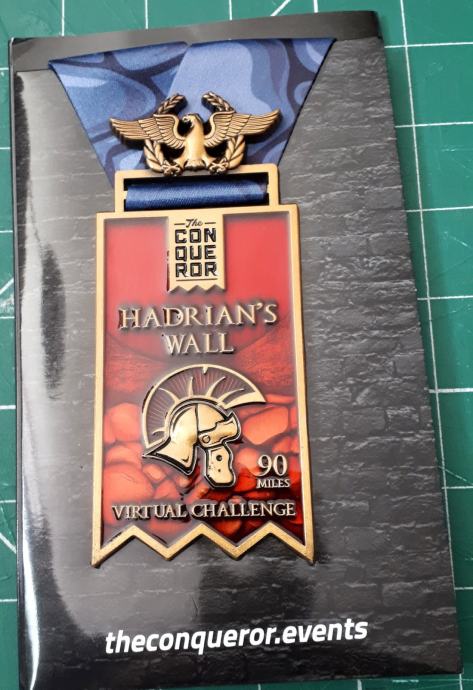 The
CON
QUE
ROR
HADRIAN'S
WALL
90
MILES
VIRTUAL CHALLENGE
theconqueror.events